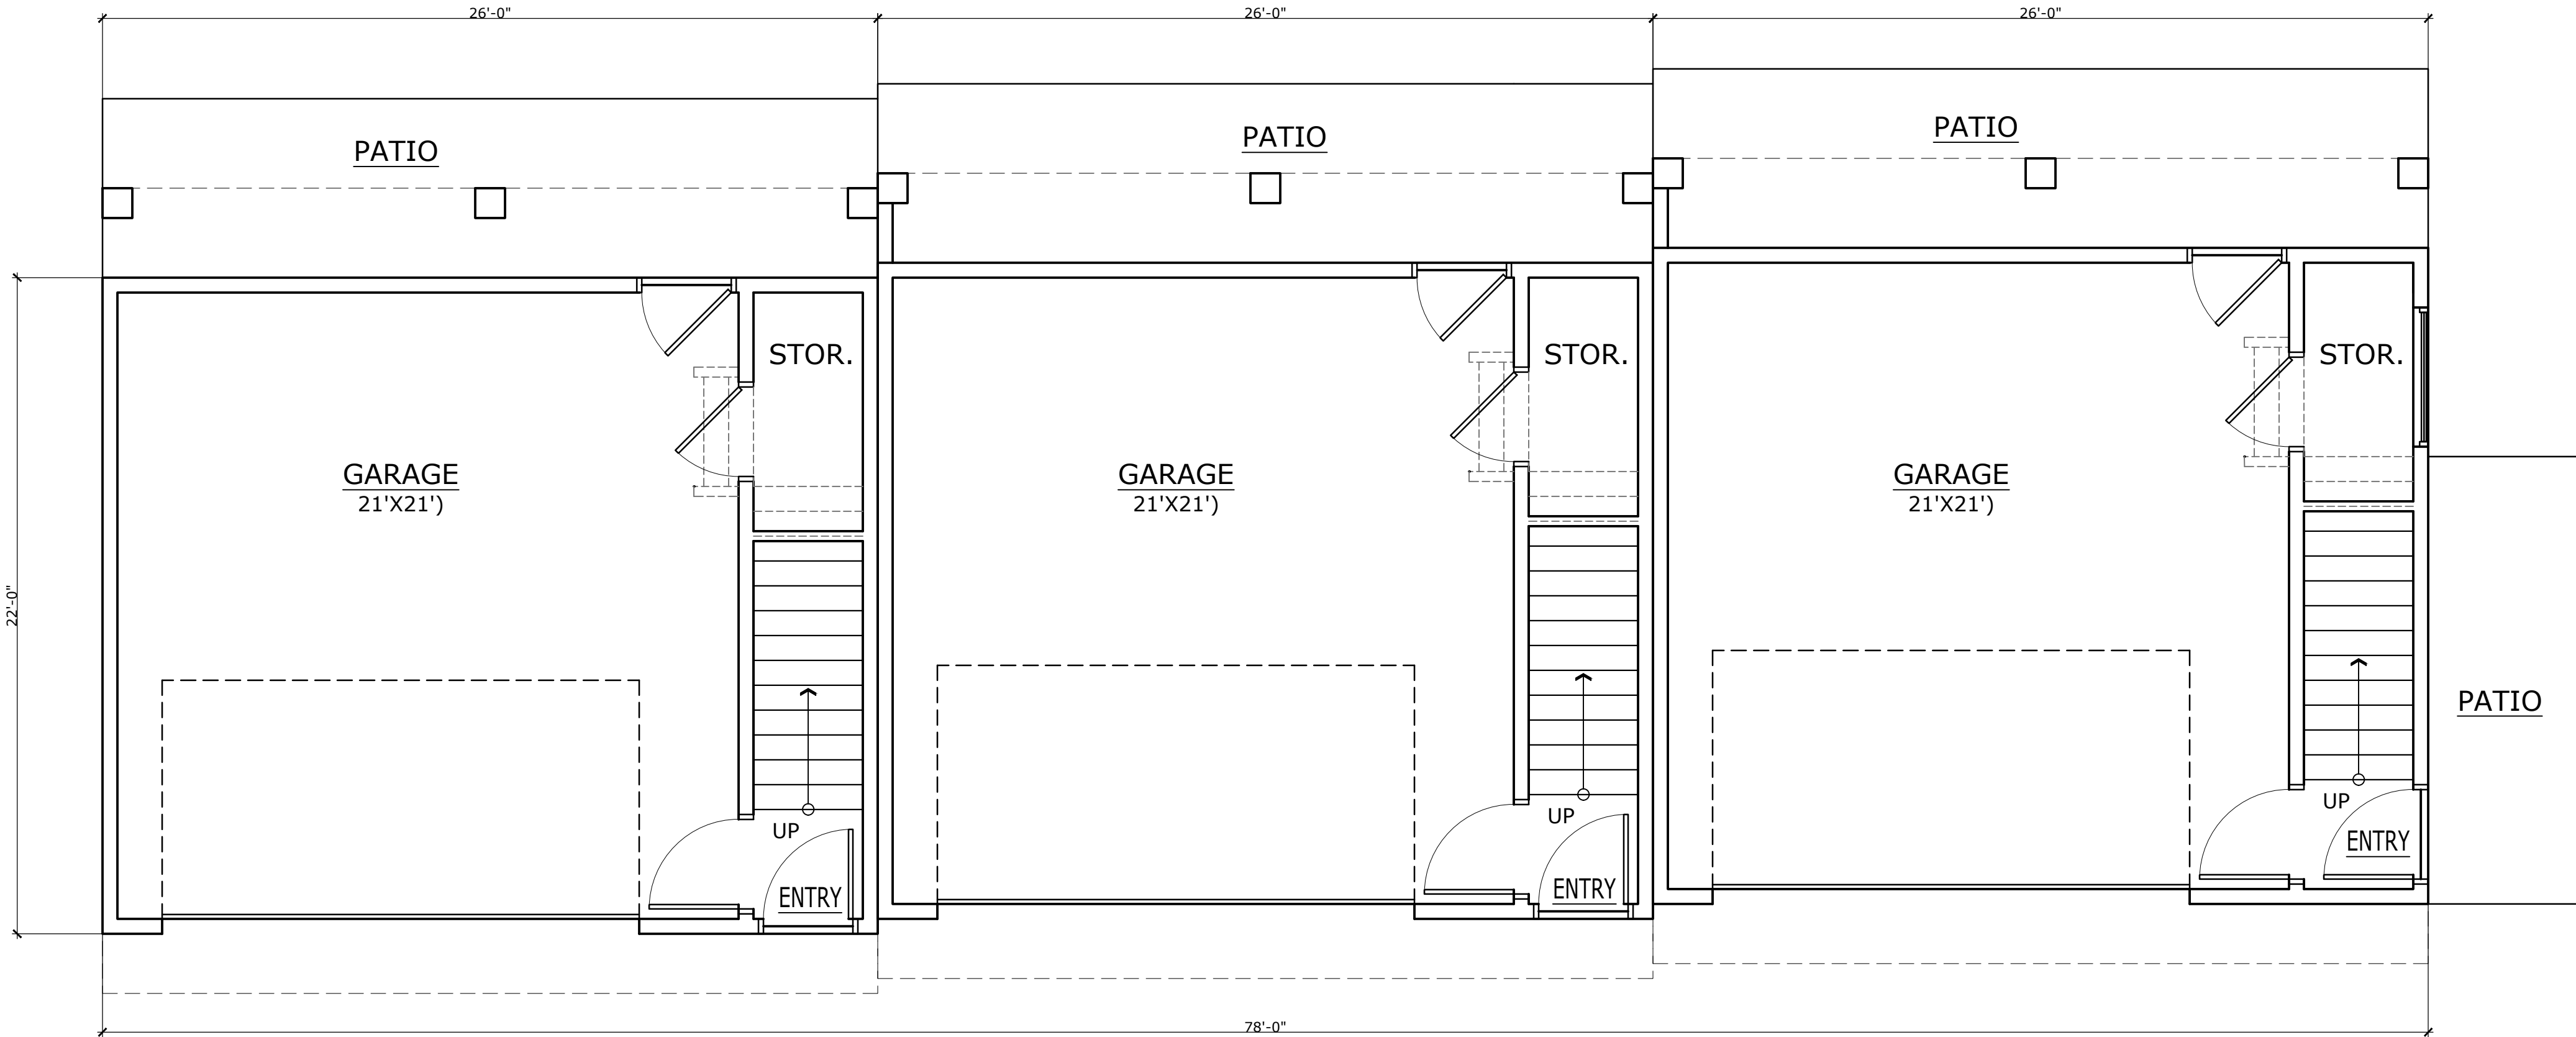 26'-0"
26'-0"
26'-0"
PATIO
PATIO
PATIO
STOR.
STOR.
STOR.
GARAGE
21'X21')
GARAGE
21'X21')
GARAGE
21'X21')
22'-0"
PATIO
UP
UP
UP
ENTRY
ENTRY
ENTRY
78'-0"